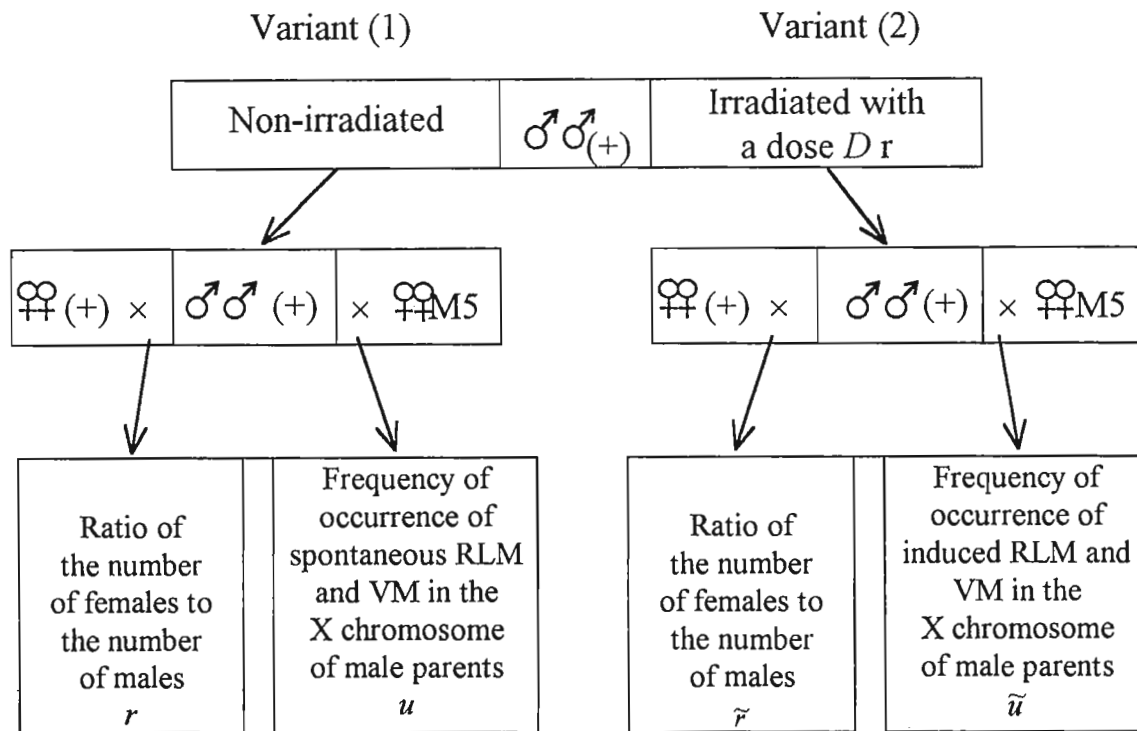 Variant (1)
Variant (2)
Non-irradiated
♂♂(+)
Irradiated with
a dose D r
♀♀ (+) ×
♂♂ (+)
× ♀♀M5
♀♀ (+) ×
♂♂(+)
× ♀♀M5
Ratio of
the number
of females to
the number
of males
r
Frequency of
occurrence of
spontaneous RLM
and VM in the
X chromosome
of male parents
u
Ratio of
the number
of females to
the number
of males
r̃
Frequency of
occurrence of
induced RLM and
VM in the
X chromosome
of male parents
ũ